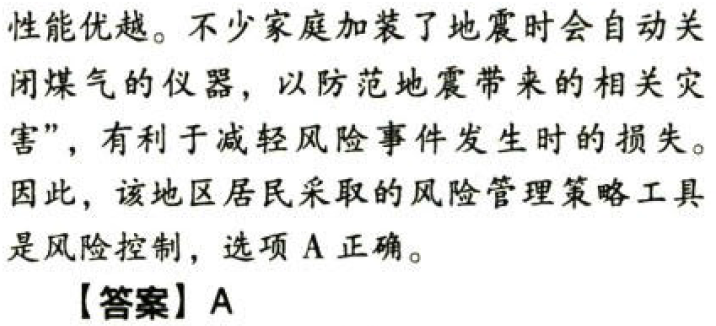 性能优越。不少家庭加装了地震时会自动关
闭煤气的仪器，以防范地震带来的相关灾
害”，有利于减轻风险事件发生时的损失。
因此，该地区居民采取的风险管理策略工具
是风险控制，选项 A 正确。
【答案】A